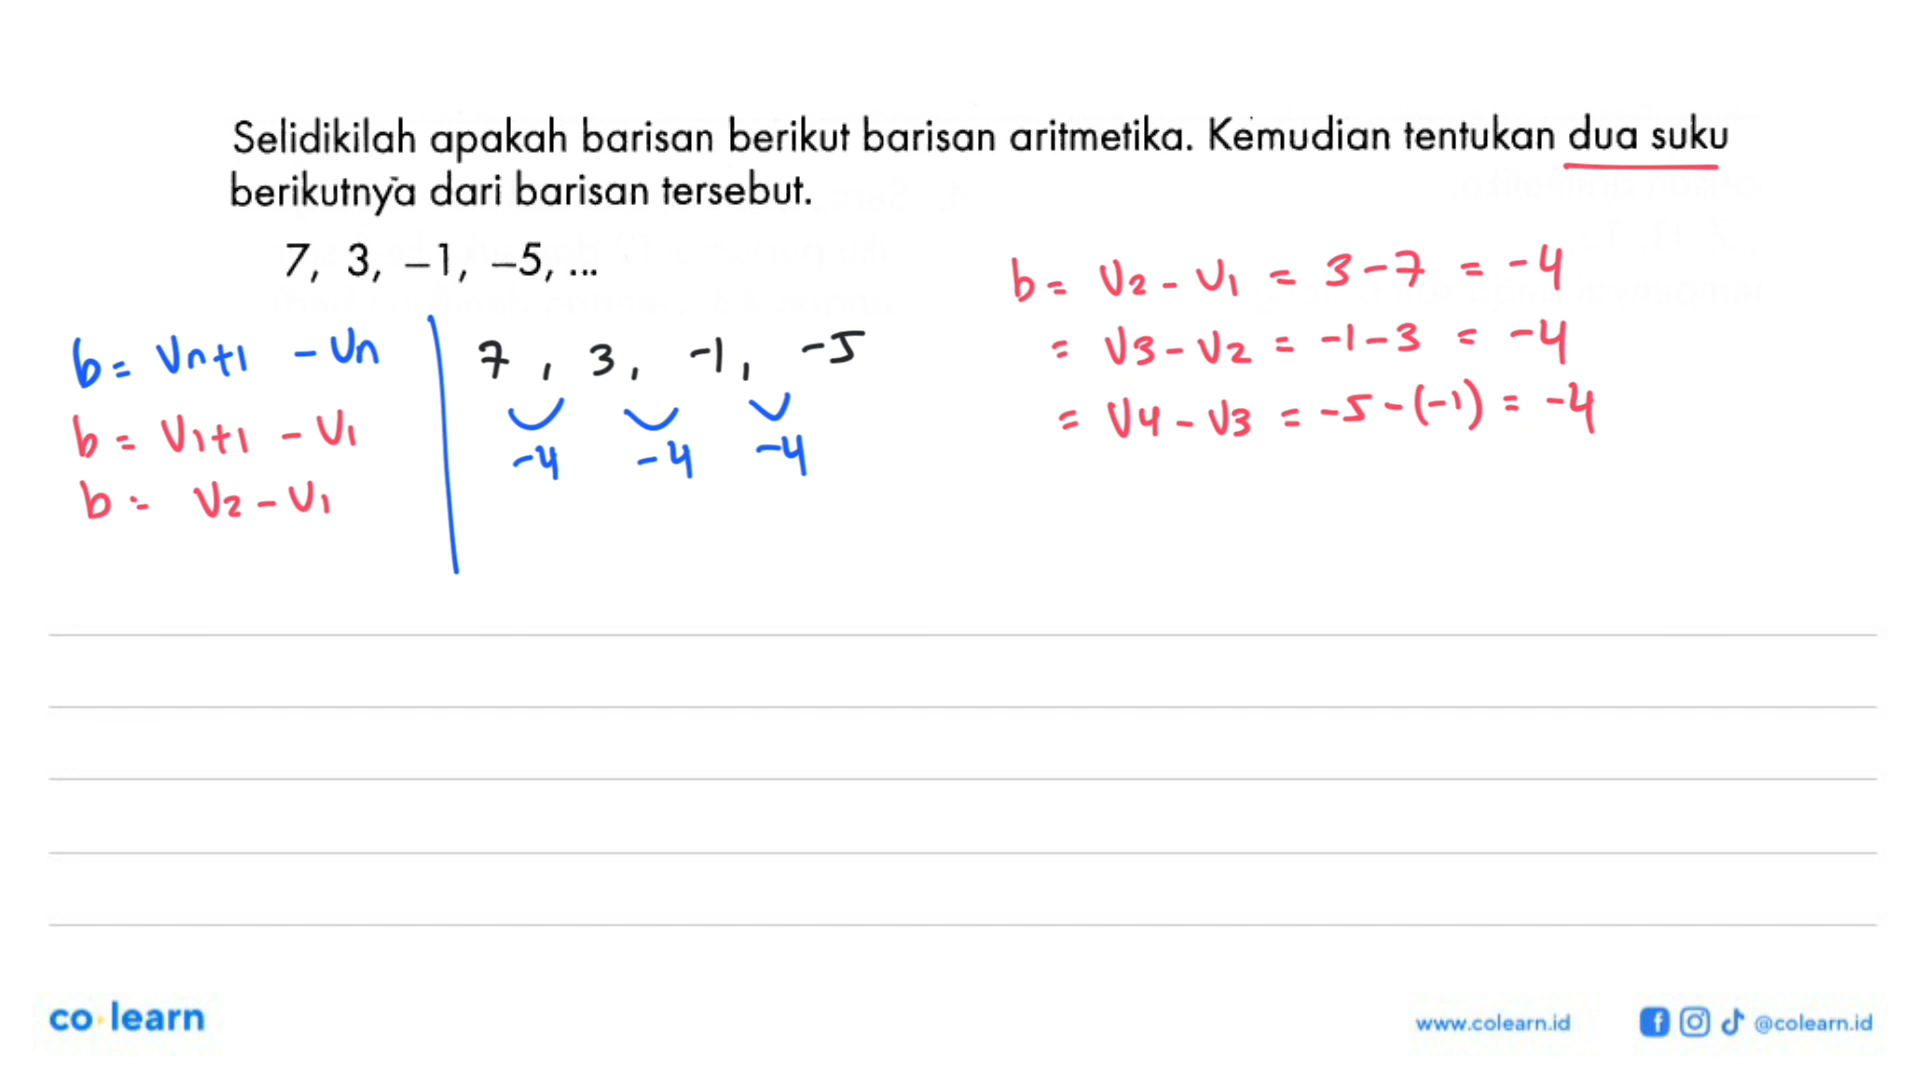 Selidikilah apakah barisan berikut barisan aritmetika. Kemudian tentukan dua suku
berikutnya dari barisan tersebut.
7, 3, −1, −5, ...
b = Un+1 - Un
b = U1+1 - U1
b = U2 - U1
7, 3, -1, -5
-4 -4 -4
b = U2 - U1 = 3 - 7 = -4
= U3 - U2 = -1 - 3 = -4
= U4 - U3 = -5 - (-1) = -4
co learn
www.colearn.id
@colearn.id